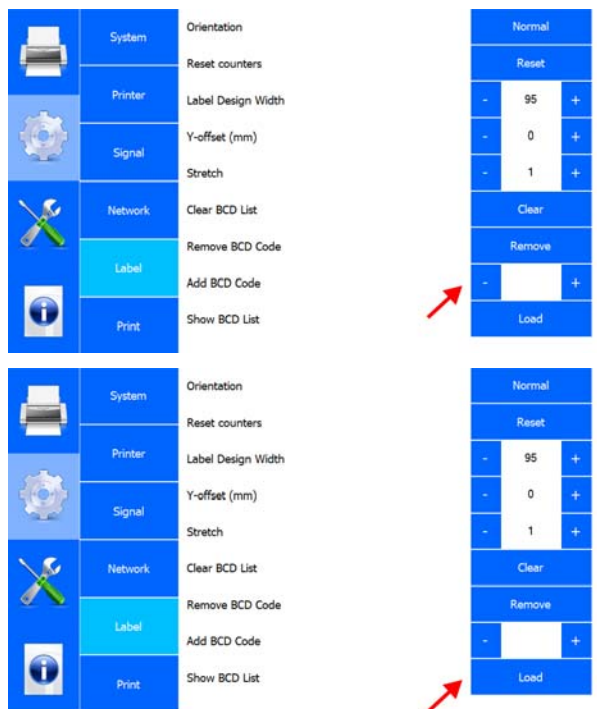 System
Printer
Signal
Network
Label
Print
Orientation Normal
Reset counters Reset
Label Design Width - 95 +
Y-offset (mm) - 0 +
Stretch - 1 +
Clear BCD List Clear
Remove BCD Code Remove
Add BCD Code - +
Show BCD List Load
System
Printer
Signal
Network
Label
Print
Orientation Normal
Reset counters Reset
Label Design Width - 95 +
Y-offset (mm) - 0 +
Stretch - 1 +
Clear BCD List Clear
Remove BCD Code Remove
Add BCD Code - +
Show BCD List Load